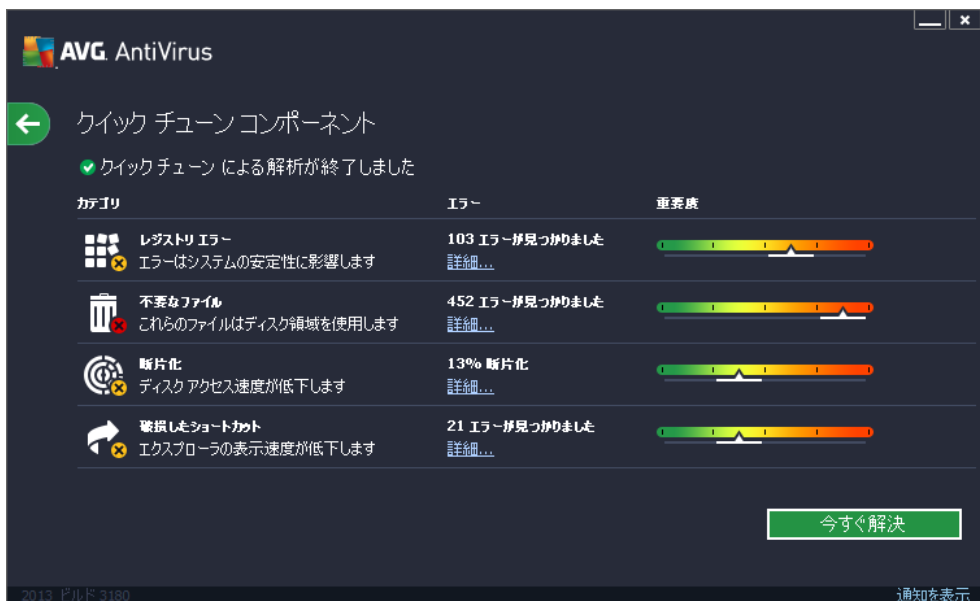 AVG. AntiVirus
クイック チューン コンポーネント
クイック チューン による解析が終了しました
カテゴリ エラー 重要度
レジストリ エラー 103 エラーが見つかりました
エラーはシステムの安定性に影響します 詳細...
不要なファイル 452 エラーが見つかりました
これらのファイルはディスク領域を使用します 詳細...
断片化 13% 断片化
ディスク アクセス速度が低下します 詳細...
破損したショートカット 21 エラーが見つかりました
エクスプローラの表示速度が低下します 詳細...
今すぐ解決
2013 ビルド 3180 通知を表示